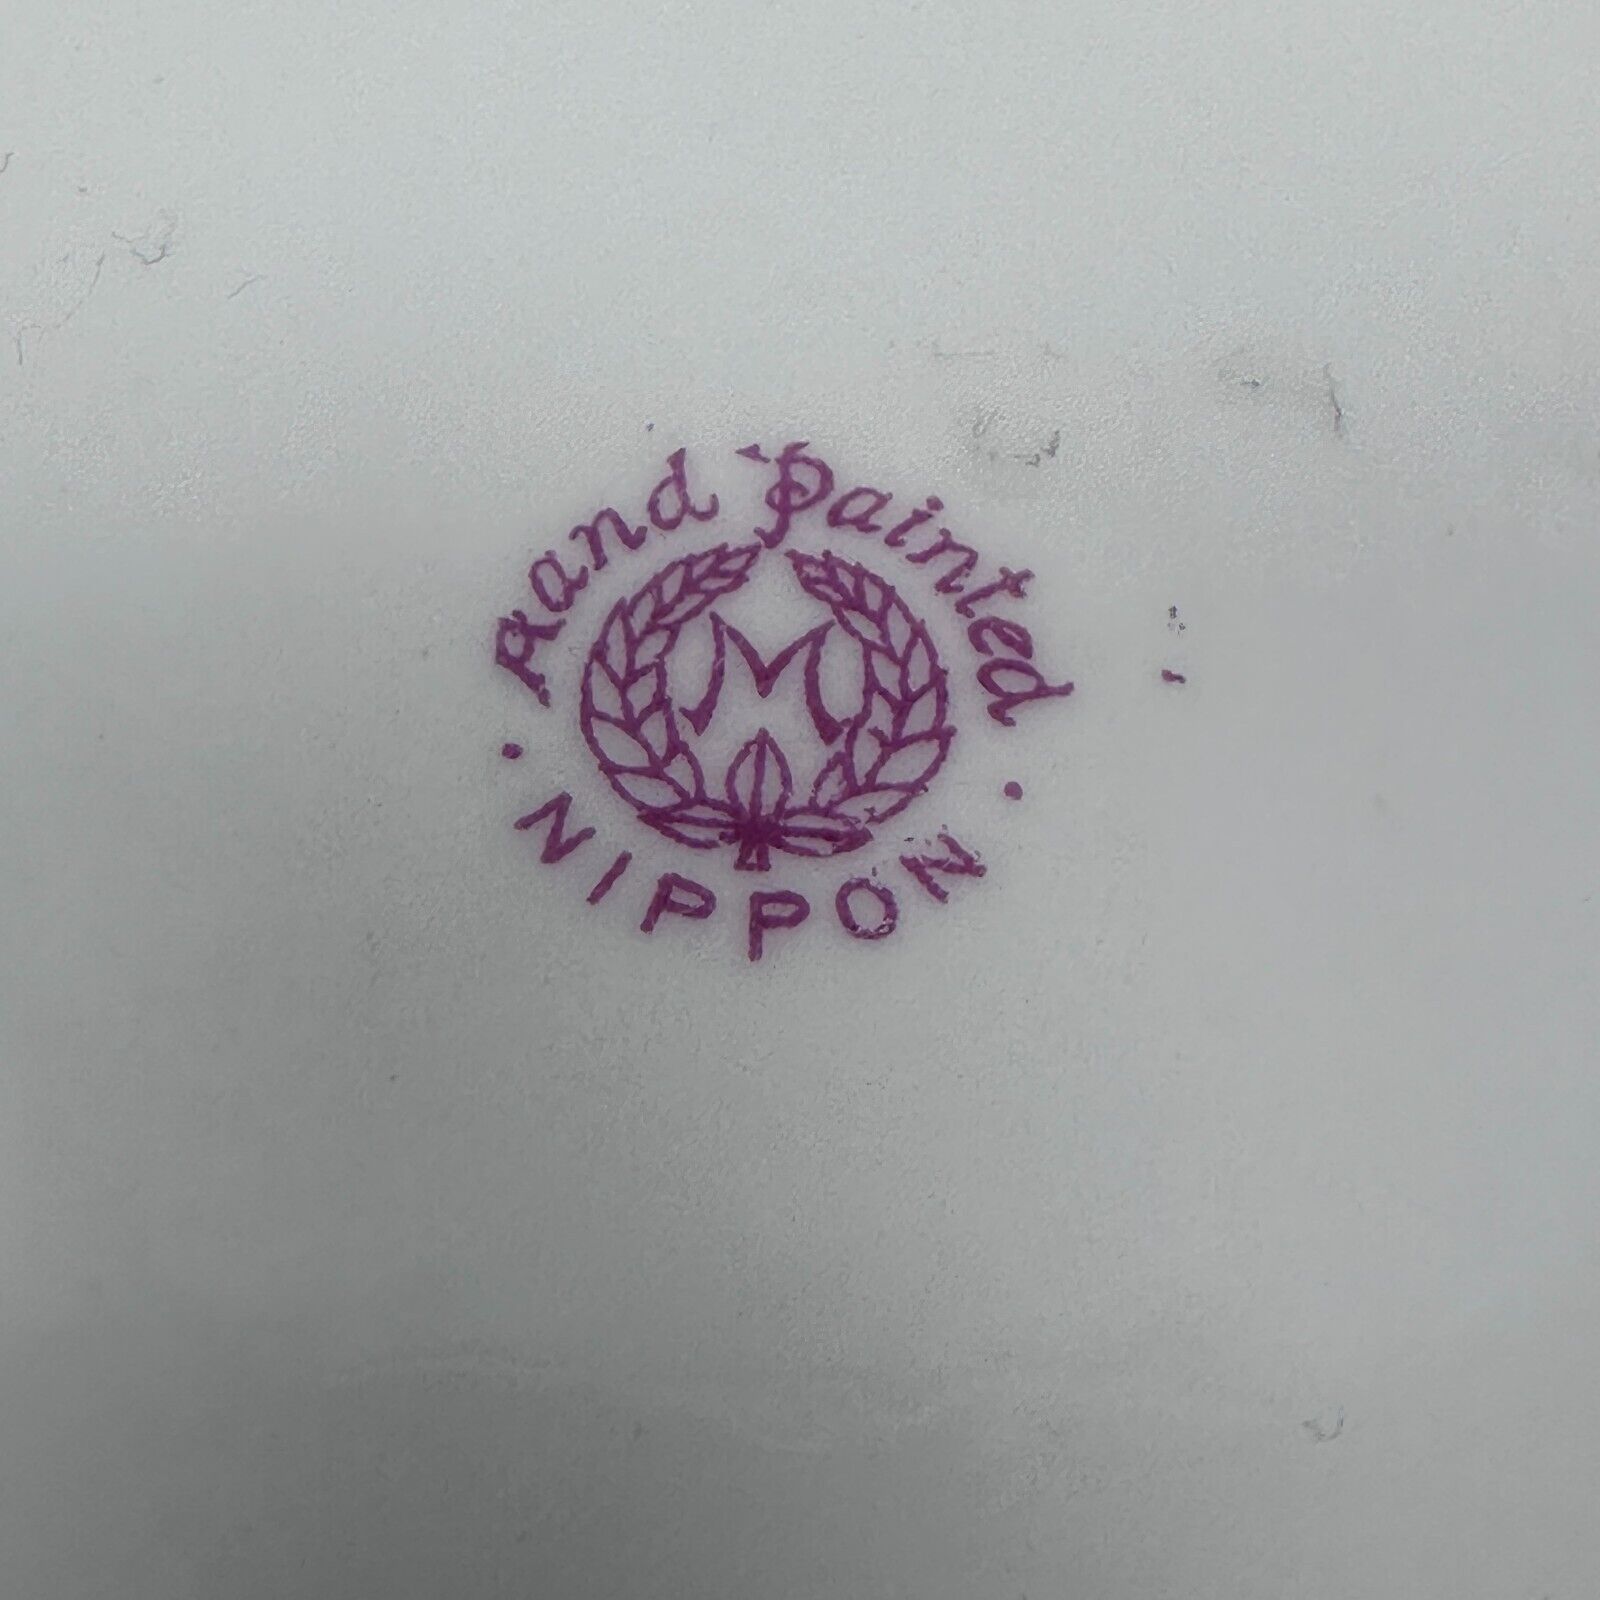 Hand Painted
M
· NIPPON ·